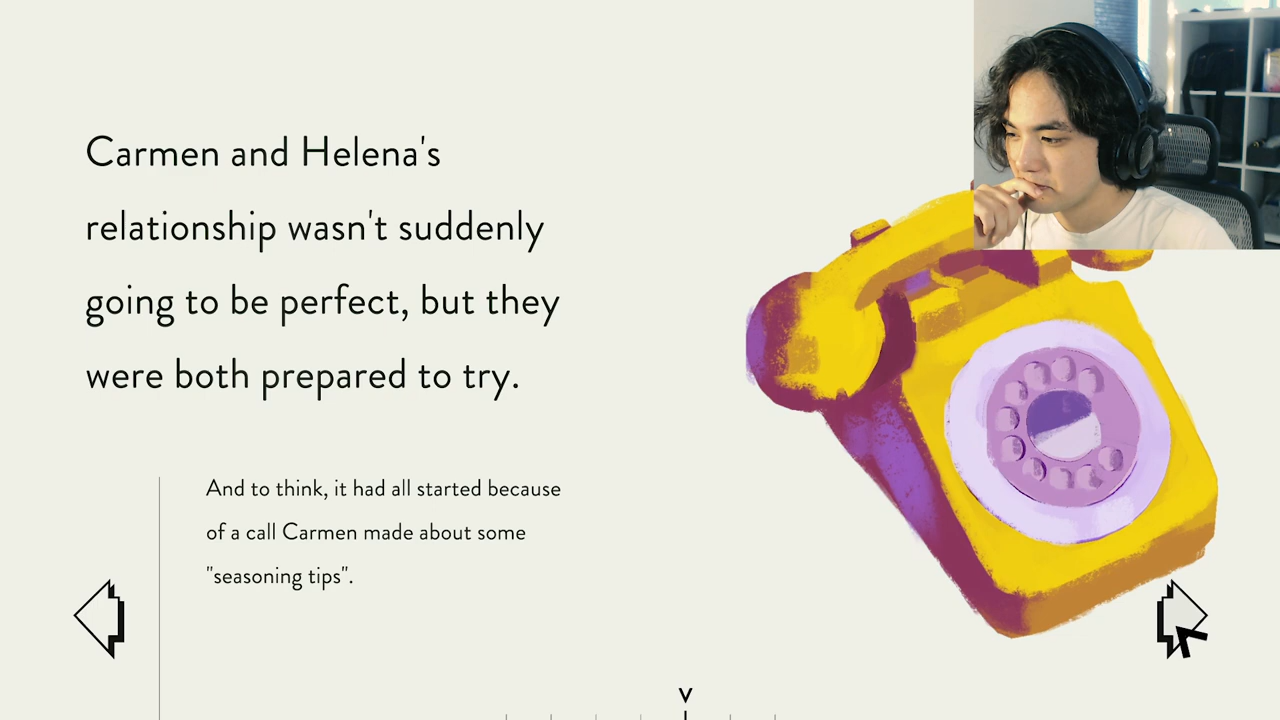 Carmen and Helena's
relationship wasn't suddenly
going to be perfect, but they
were both prepared to try.
And to think, it had all started because
of a call Carmen made about some
"seasoning tips".